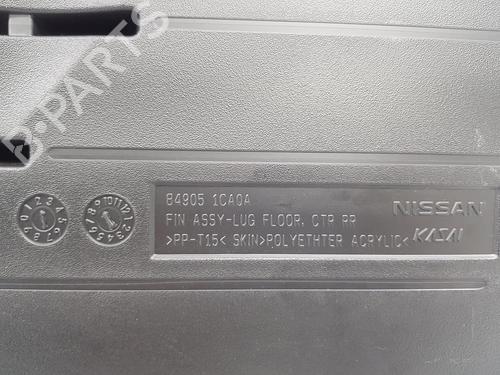 B-PARTS
84905 1CA0A
FIN ASSY-LUG FLOOR, CTR RR
>PP-T15< SKIN>POLYETHTER ACRYLIC<
NISSAN
KASAI